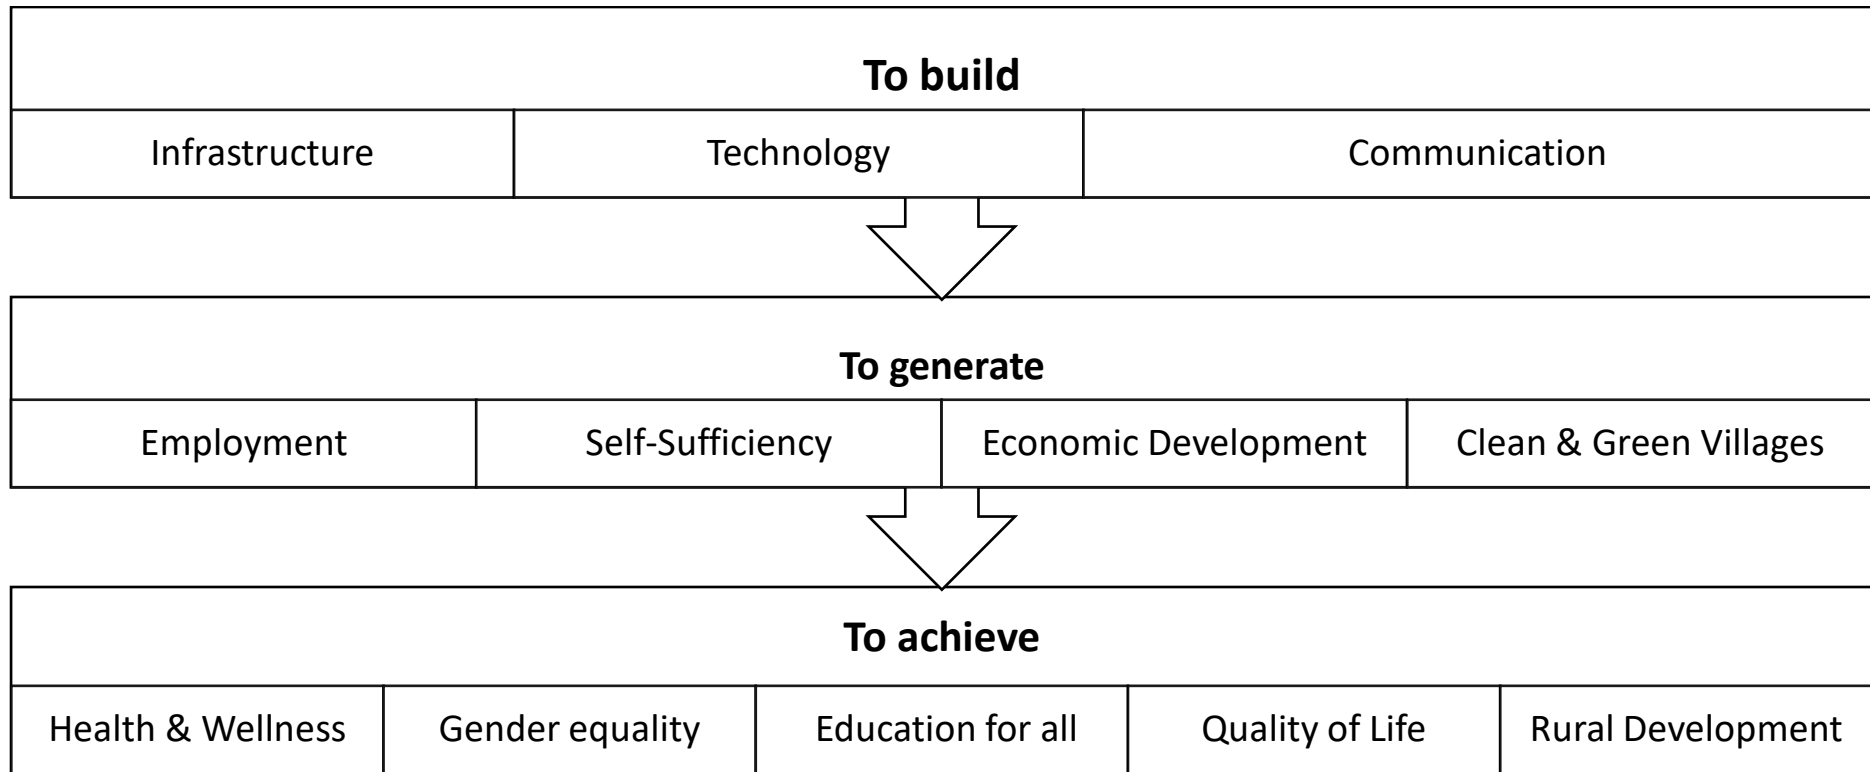 To build
Infrastructure
Technology
Communication
To generate
Employment
Self-Sufficiency
Economic Development
Clean & Green Villages
To achieve
Health & Wellness
Gender equality
Education for all
Quality of Life
Rural Development